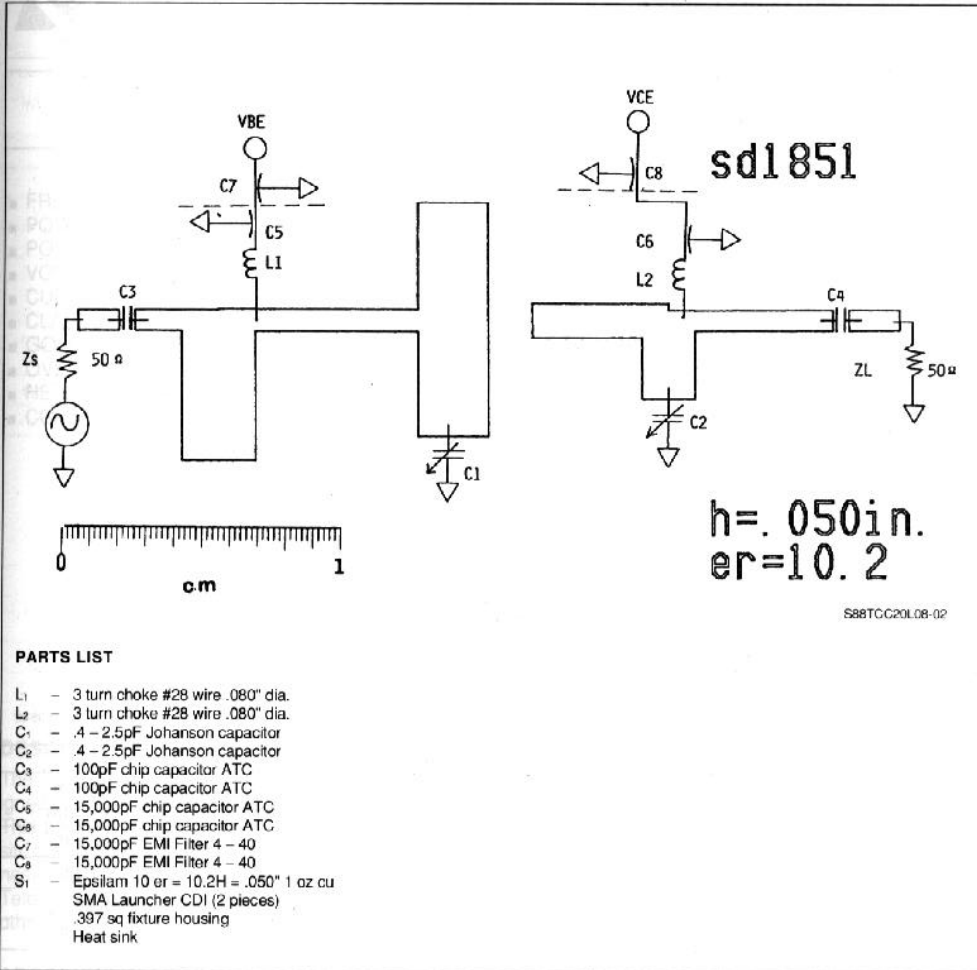 VBE
VCE
sd1851
C7
C8
C5
C6
L1
L2
C3
C4
Zs
50 Ω
ZL
50Ω
C2
C1
0
1
cm
h=.050in.
er=10.2
S88TCC20L08-02
PARTS LIST
L1 – 3 turn choke #28 wire .080" dia.
L2 – 3 turn choke #28 wire .080" dia.
C1 – .4 – 2.5pF Johanson capacitor
C2 – .4 – 2.5pF Johanson capacitor
C3 – 100pF chip capacitor ATC
C4 – 100pF chip capacitor ATC
C5 – 15,000pF chip capacitor ATC
C6 – 15,000pF chip capacitor ATC
C7 – 15,000pF EMI Filter 4 – 40
C8 – 15,000pF EMI Filter 4 – 40
S1 – Epsilam 10 er = 10.2H = .050" 1 oz cu
SMA Launcher CDI (2 pieces)
.397 sq fixture housing
Heat sink